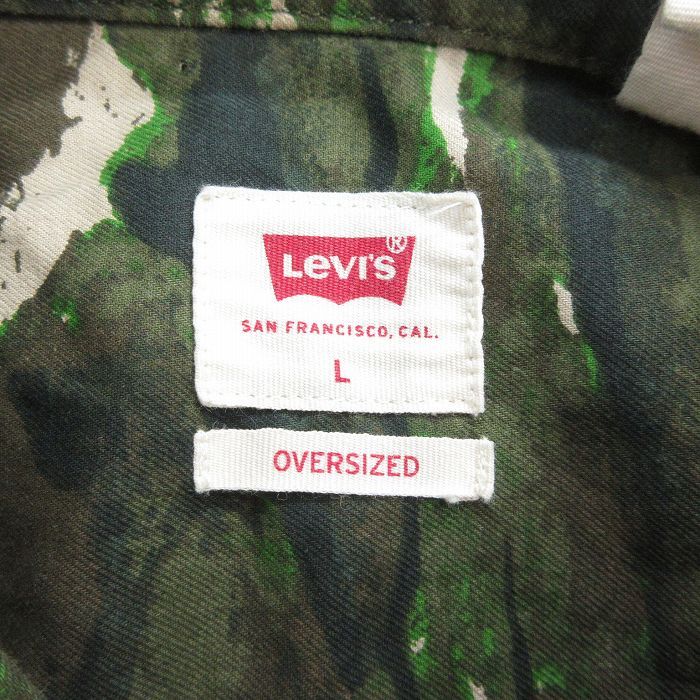 LEVI'S®
SAN FRANCISCO, CAL.
L
OVERSIZED